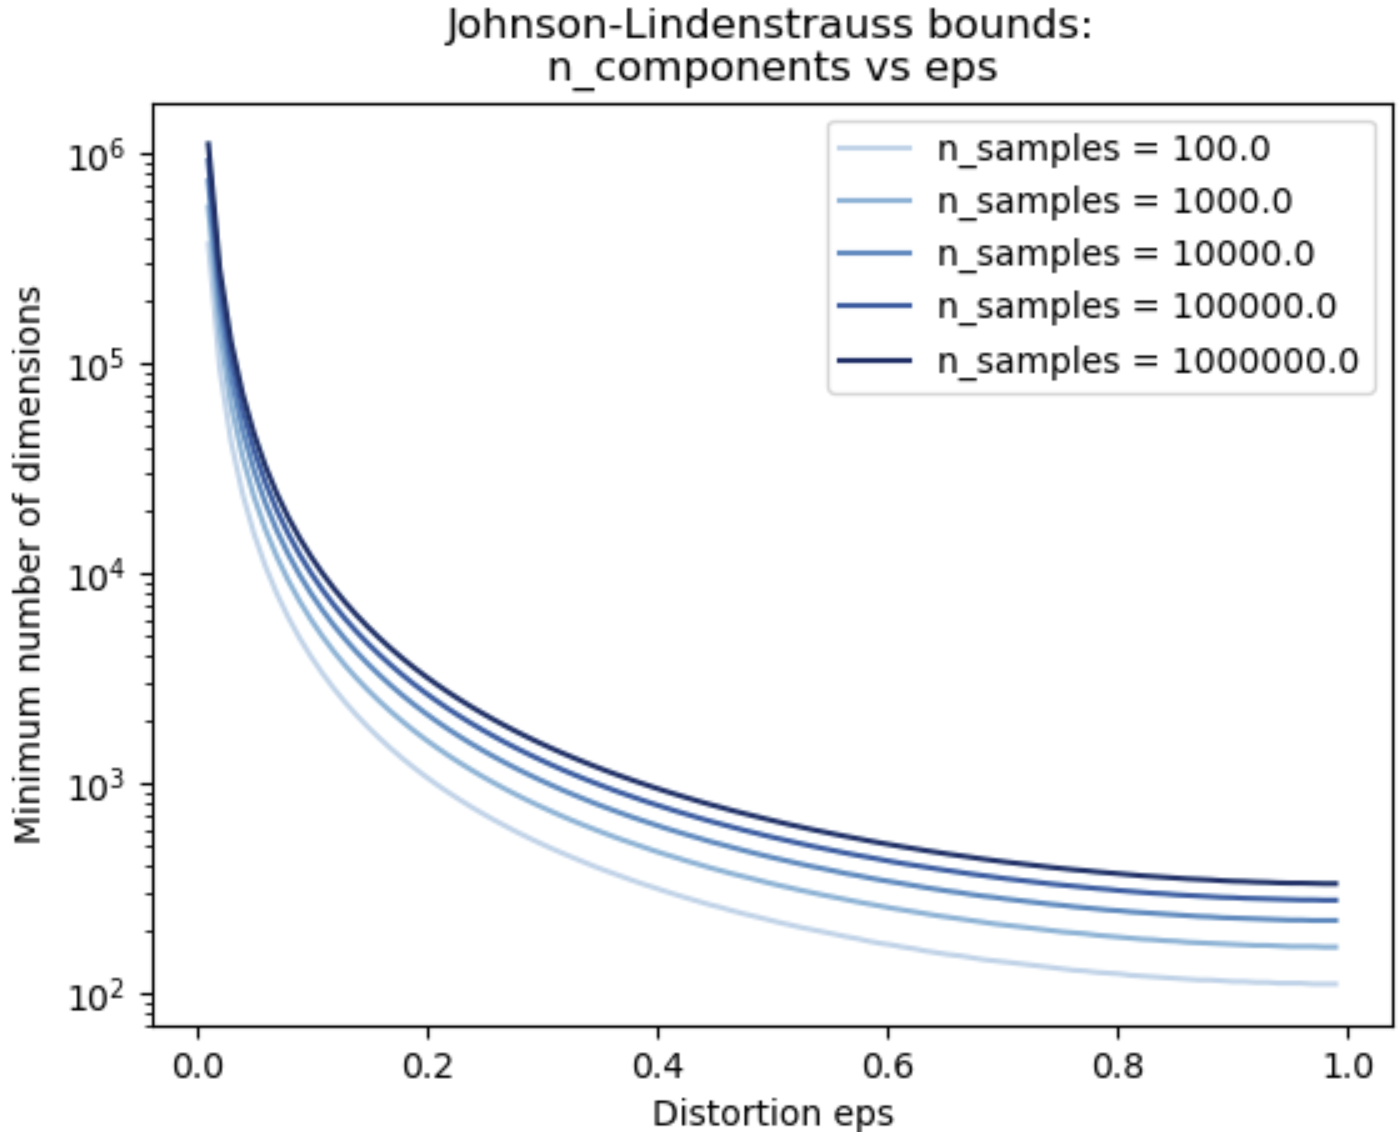 Johnson-Lindenstrauss bounds:
n_components vs eps
n_samples = 100.0
n_samples = 1000.0
n_samples = 10000.0
n_samples = 100000.0
n_samples = 1000000.0
Minimum number of dimensions
10⁶
10⁵
10⁴
10³
10²
0.0 0.2 0.4 0.6 0.8 1.0
Distortion eps